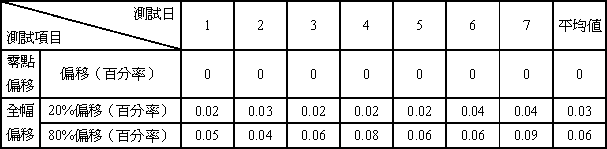 測試日
測試項目
1 2 3 4 5 6 7 平均值
零點偏移 偏移（百分率） 0 0 0 0 0 0 0 0
全幅偏移 20%偏移（百分率） 0.02 0.03 0.02 0.02 0.02 0.04 0.04 0.03
80%偏移（百分率） 0.05 0.04 0.06 0.08 0.06 0.06 0.09 0.06